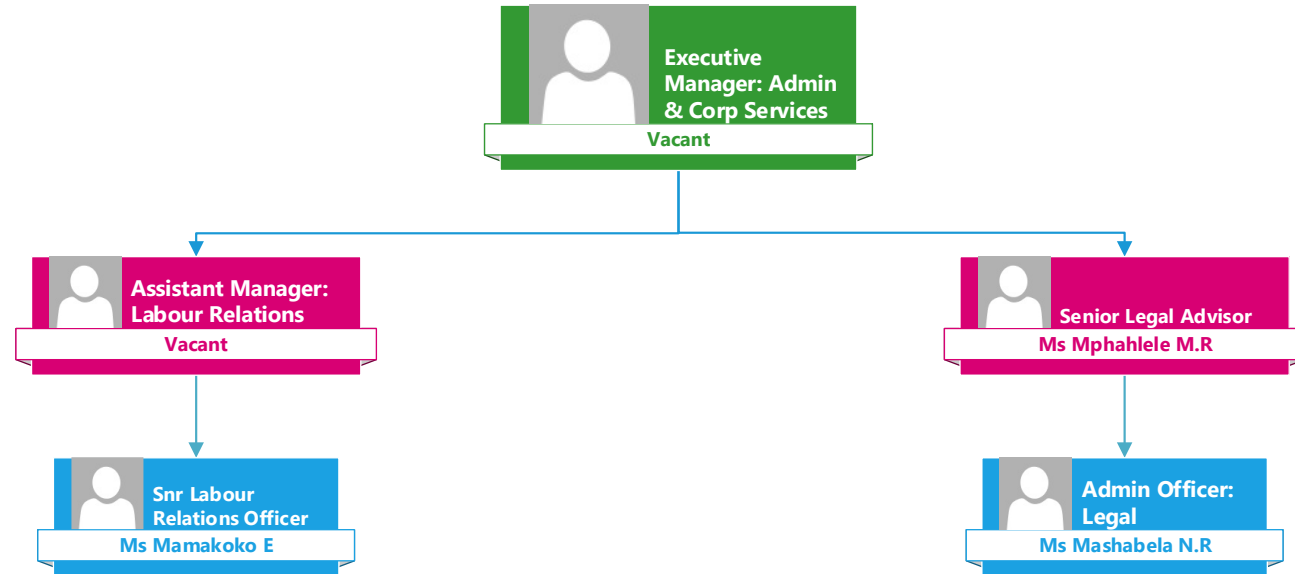 Executive
Manager: Admin
& Corp Services
Vacant
Assistant Manager:
Labour Relations
Vacant
Senior Legal Advisor
Ms Mphahlele M.R
Snr Labour
Relations Officer
Ms Mamakoko E
Admin Officer:
Legal
Ms Mashabela N.R